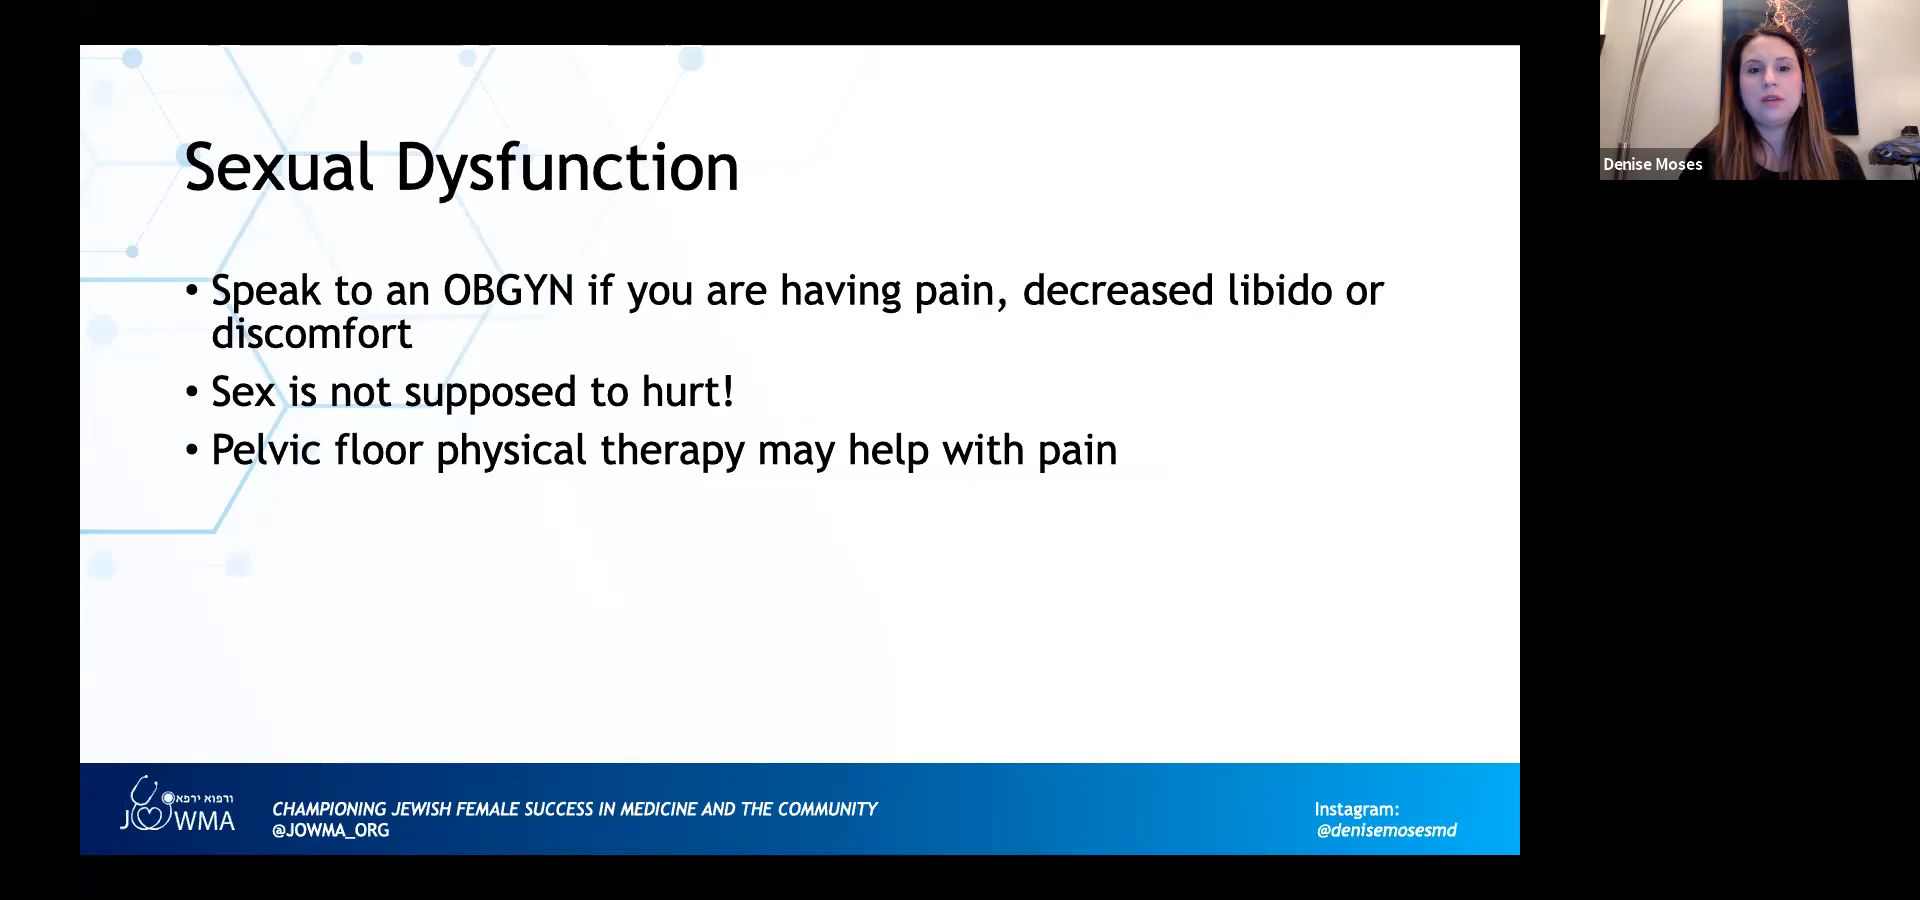 Sexual Dysfunction
• Speak to an OBGYN if you are having pain, decreased libido or
discomfort
• Sex is not supposed to hurt!
• Pelvic floor physical therapy may help with pain
ורפוא ירפא
JOWMA
CHAMPIONING JEWISH FEMALE SUCCESS IN MEDICINE AND THE COMMUNITY
@JOWMA_ORG
Instagram:
@denisemosesmd
Denise Moses